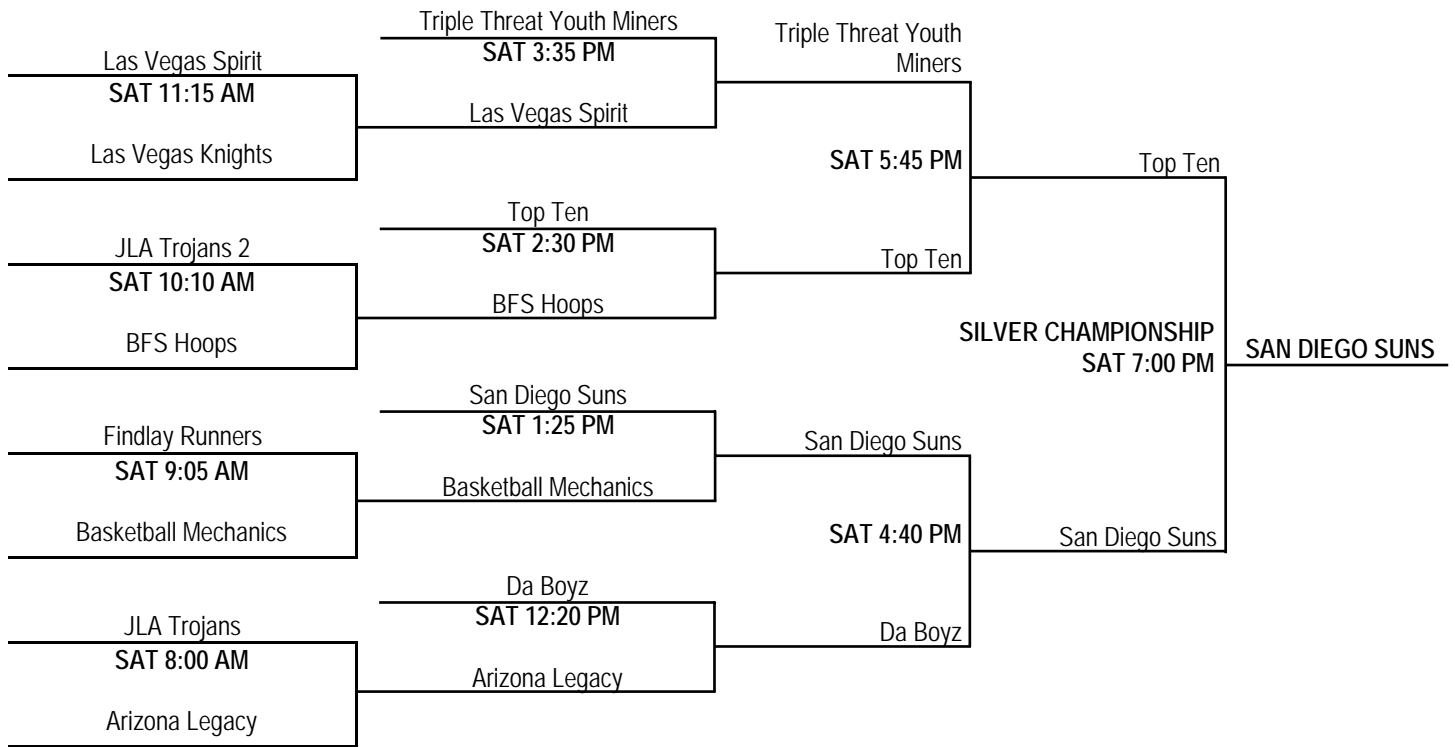 Triple Threat Youth Miners
Triple Threat Youth
Miners
Las Vegas Spirit
SAT 3:35 PM
SAT 11:15 AM
Las Vegas Spirit
Las Vegas Knights
SAT 5:45 PM
Top Ten
Top Ten
JLA Trojans 2
SAT 2:30 PM
Top Ten
SAT 10:10 AM
BFS Hoops
BFS Hoops
SILVER CHAMPIONSHIP
SAT 7:00 PM
SAN DIEGO SUNS
San Diego Suns
Findlay Runners
SAT 1:25 PM
San Diego Suns
SAT 9:05 AM
Basketball Mechanics
Basketball Mechanics
SAT 4:40 PM
San Diego Suns
Da Boyz
JLA Trojans
SAT 12:20 PM
Da Boyz
SAT 8:00 AM
Arizona Legacy
Arizona Legacy